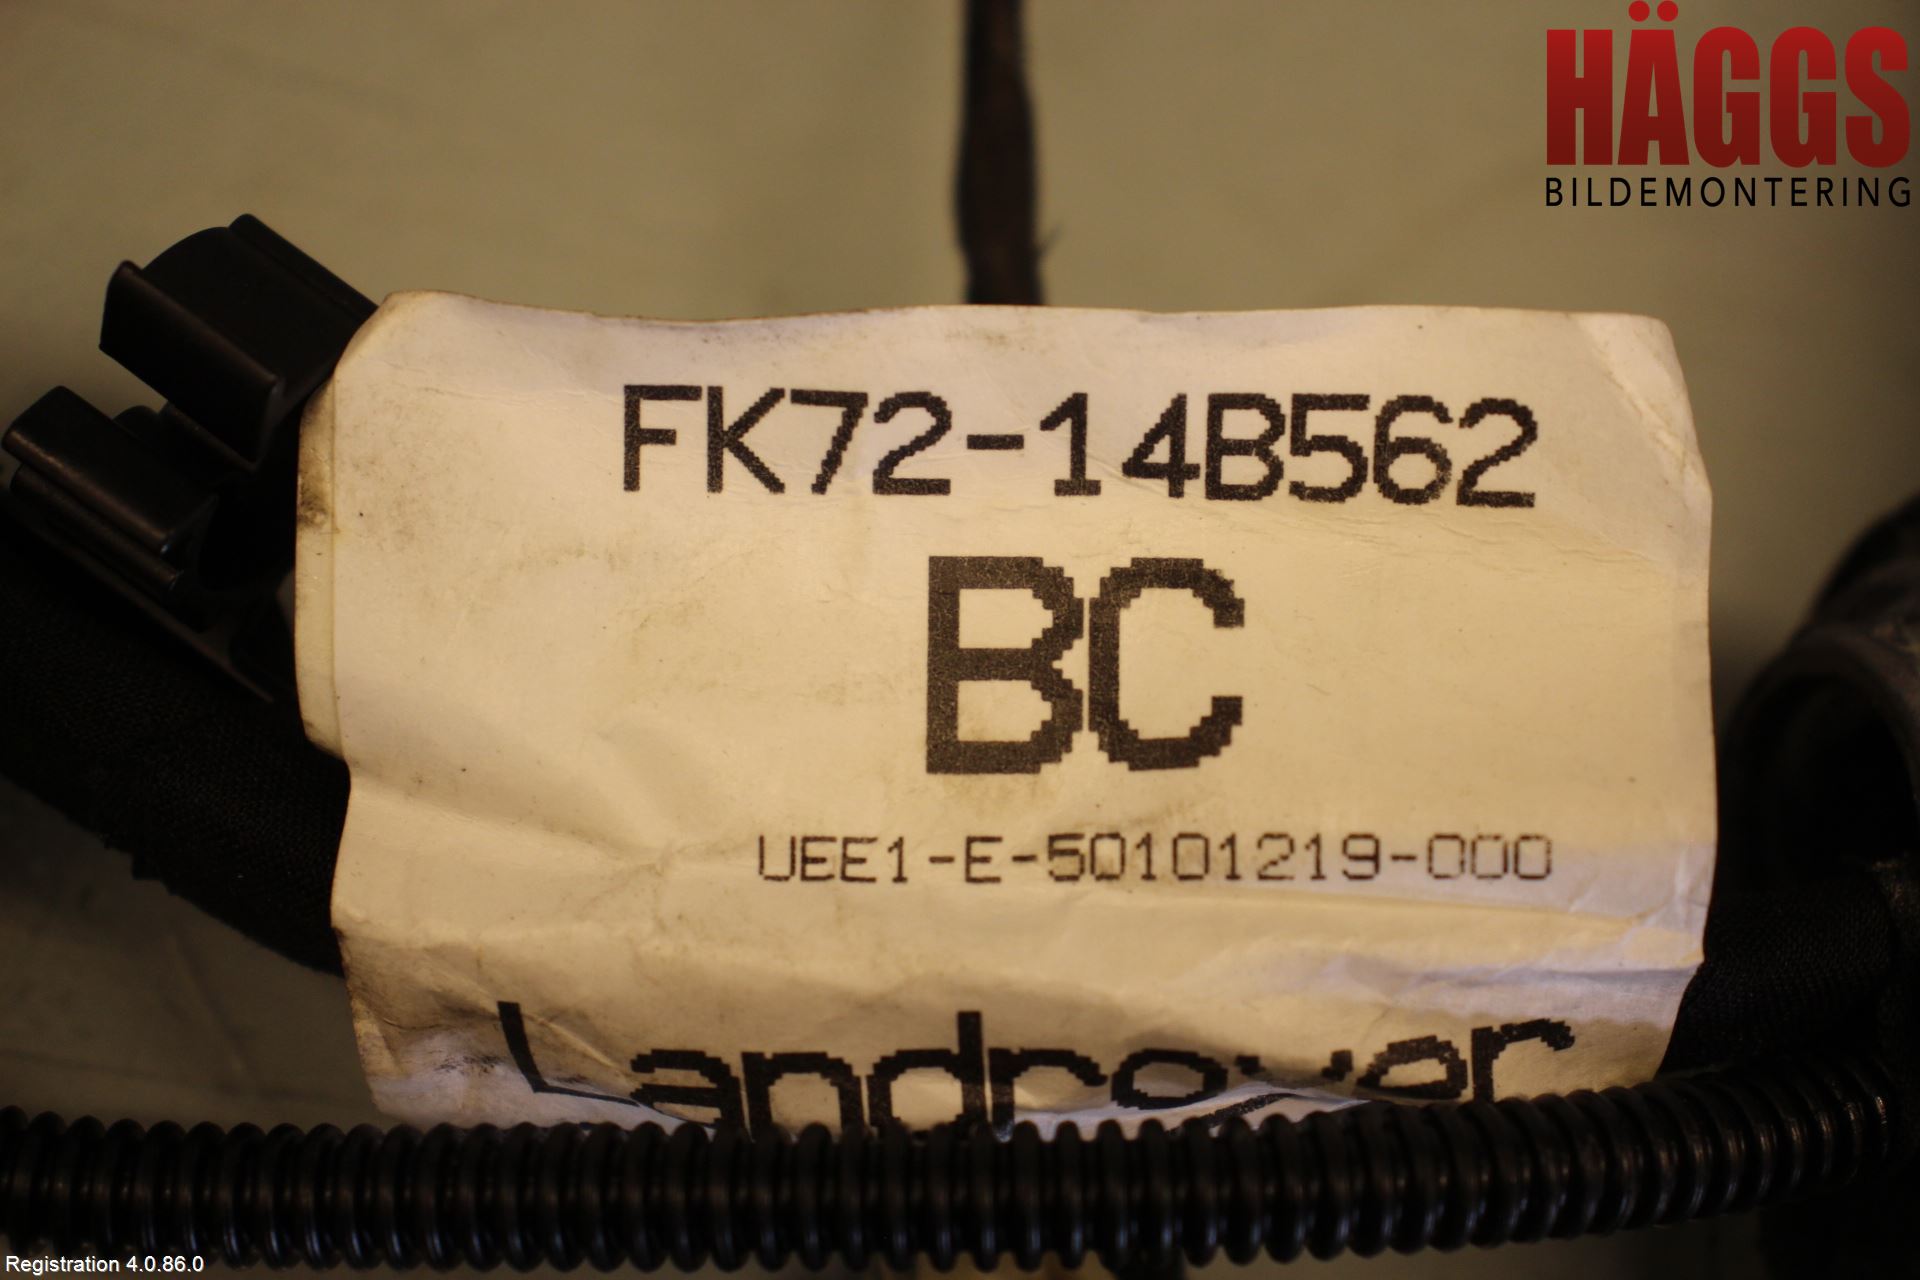 HÄGGS
BILDEMONTERING
FK72-14B562
BC
UEE1-E-50101219-000
Landrover
Registration 4.0.86.0